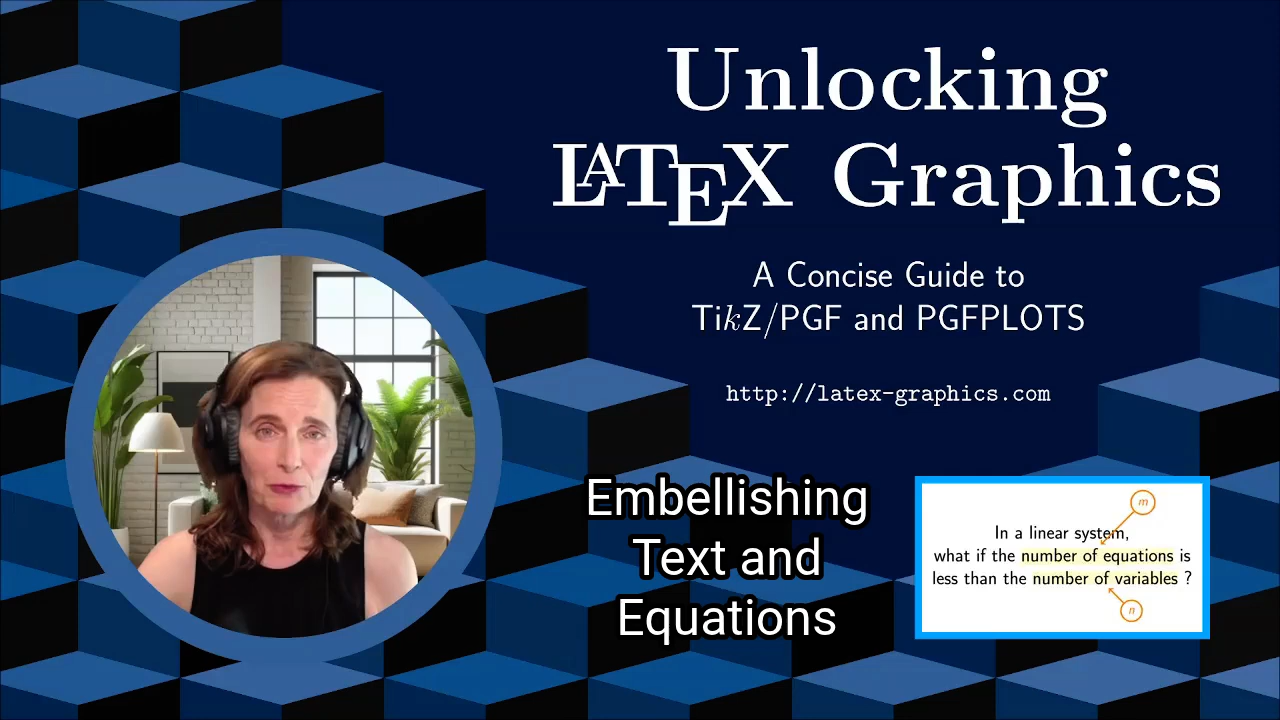 Unlocking
LATEX Graphics
A Concise Guide to
TikZ/PGF and PGFPLOTS
http://latex-graphics.com
Embellishing
Text and
Equations
m
In a linear system,
what if the number of equations is
less than the number of variables ?
n